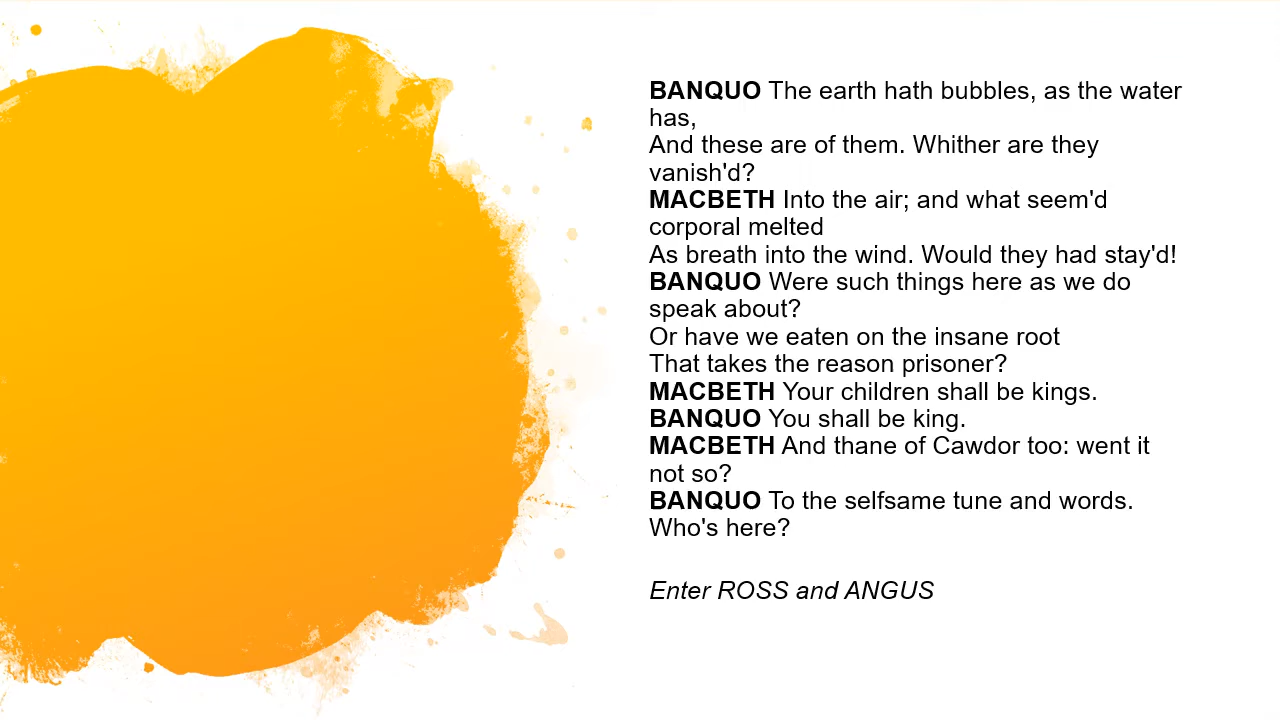 BANQUO The earth hath bubbles, as the water
has,
And these are of them. Whither are they
vanish'd?
MACBETH Into the air; and what seem'd
corporal melted
As breath into the wind. Would they had stay'd!
BANQUO Were such things here as we do
speak about?
Or have we eaten on the insane root
That takes the reason prisoner?
MACBETH Your children shall be kings.
BANQUO You shall be king.
MACBETH And thane of Cawdor too: went it
not so?
BANQUO To the selfsame tune and words.
Who's here?
Enter ROSS and ANGUS